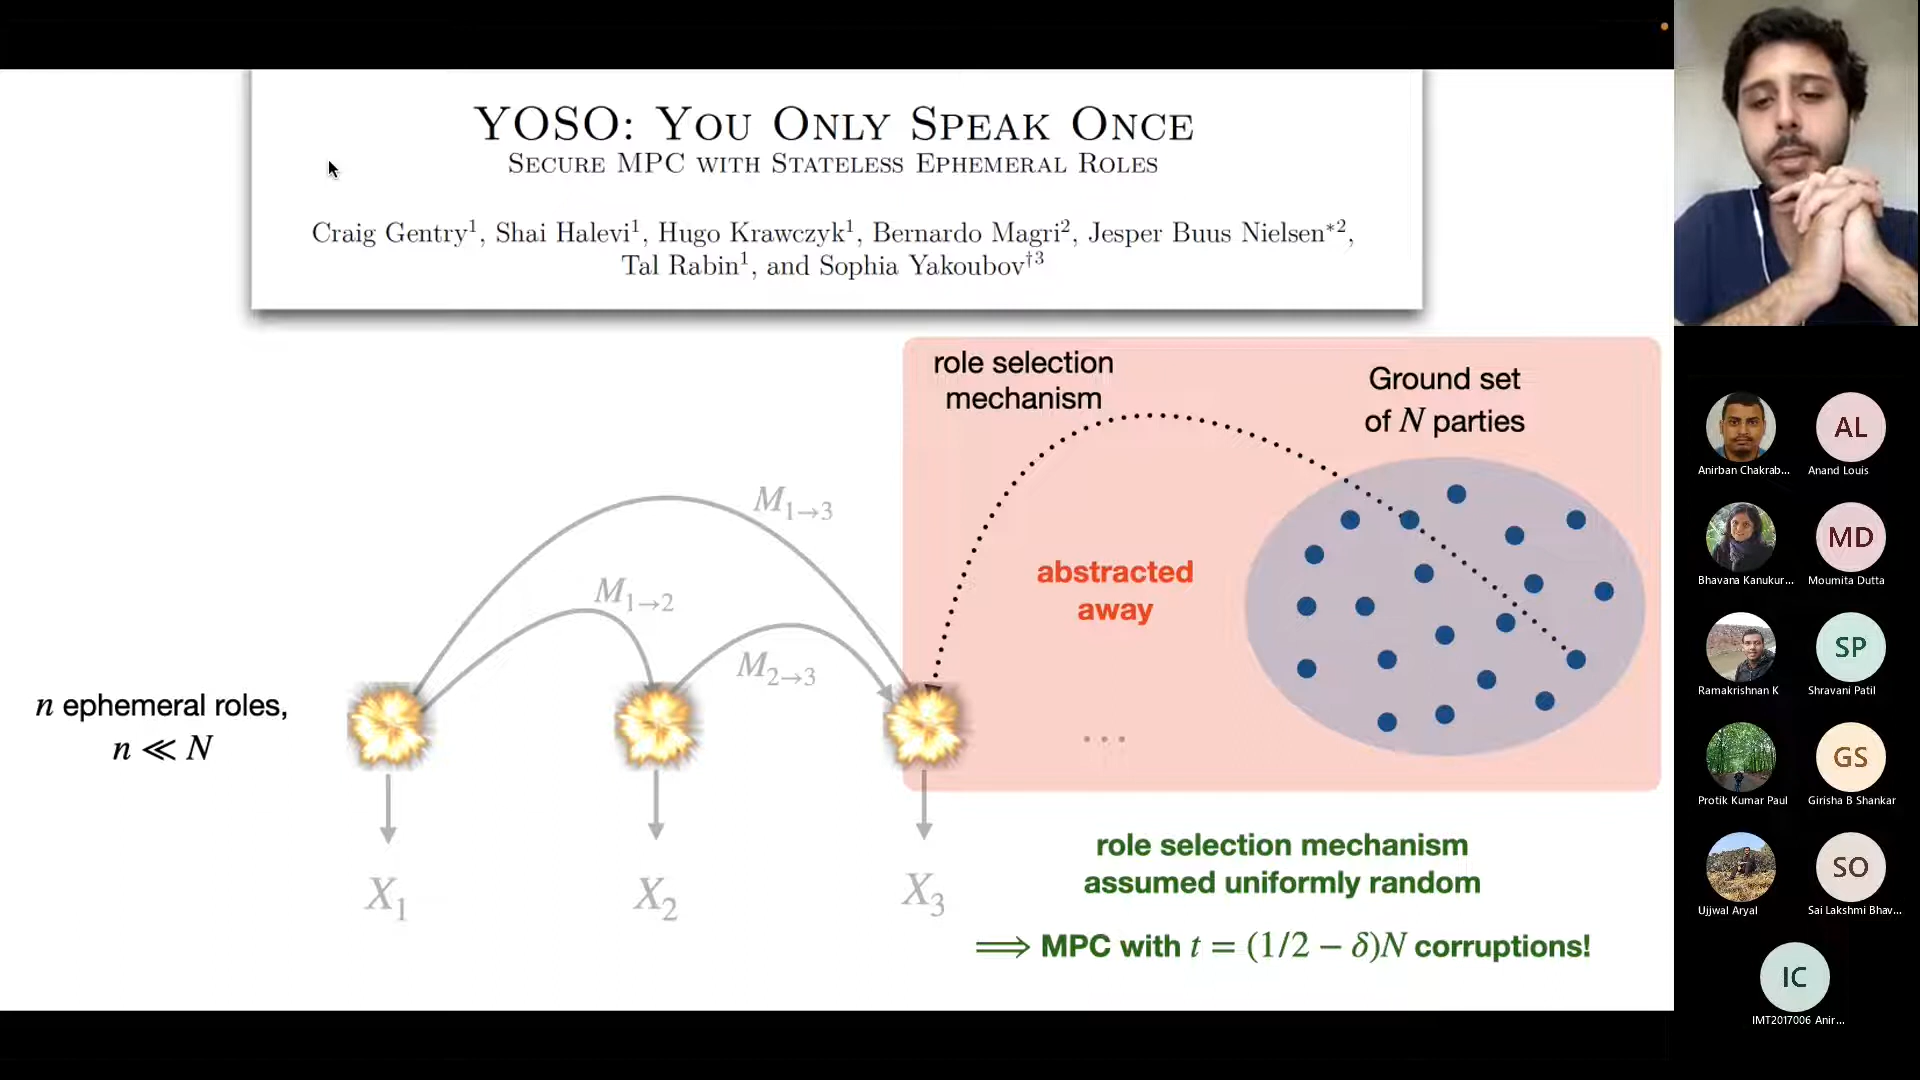 YOSO: YOU ONLY SPEAK ONCE
SECURE MPC WITH STATELESS EPHEMERAL ROLES
Craig Gentry¹, Shai Halevi¹, Hugo Krawczyk¹, Bernardo Magri², Jesper Buus Nielsen*²,
Tal Rabin¹, and Sophia Yakoubov†³
role selection
mechanism
Ground set
of N parties
M₁→₃
abstracted
away
M₁→₂
M₂→₃
n ephemeral roles,
n ≪ N
...
X₁
X₂
X₃
role selection mechanism
assumed uniformly random
⟹ MPC with t = (1/2 − δ)N corruptions!
AL
Anirban Chakrab...
Anand Louis
MD
Bhavana Kanukur...
Moumita Dutta
SP
Ramakrishnan K
Shravani Patil
GS
Protik Kumar Paul
Girisha B Shankar
SO
Ujjwal Aryal
Sai Lakshmi Bhav...
IC
IMT2017006 Anir...